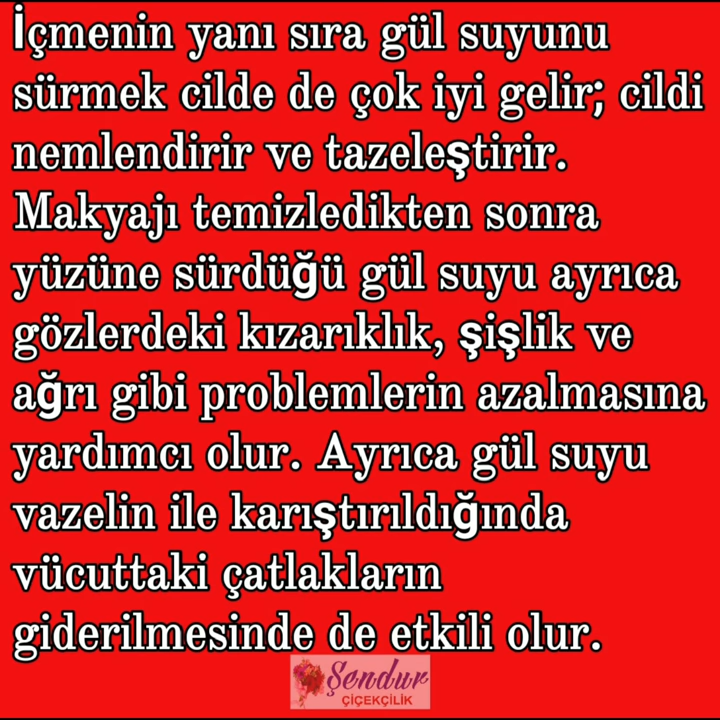 İçmenin yanı sıra gül suyunu
sürmek cilde de çok iyi gelir; cildi
nemlendirir ve tazeleştirir.
Makyajı temizledikten sonra
yüzüne sürdüğü gül suyu ayrıca
gözlerdeki kızarıklık, şişlik ve
ağrı gibi problemlerin azalmasına
yardımcı olur. Ayrıca gül suyu
vazelin ile karıştırıldığında
vücuttaki çatlakların
giderilmesinde de etkili olur.
Şendur
ÇİÇEKÇİLİK